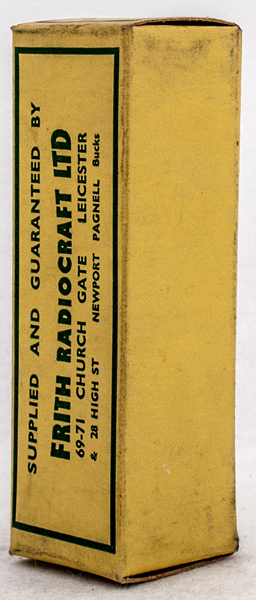 SUPPLIED AND GUARANTEED BY
FRITH RADIOCRAFT LTD
69-71 CHURCH GATE LEICESTER
& 28 HIGH ST NEWPORT PAGNELL Bucks